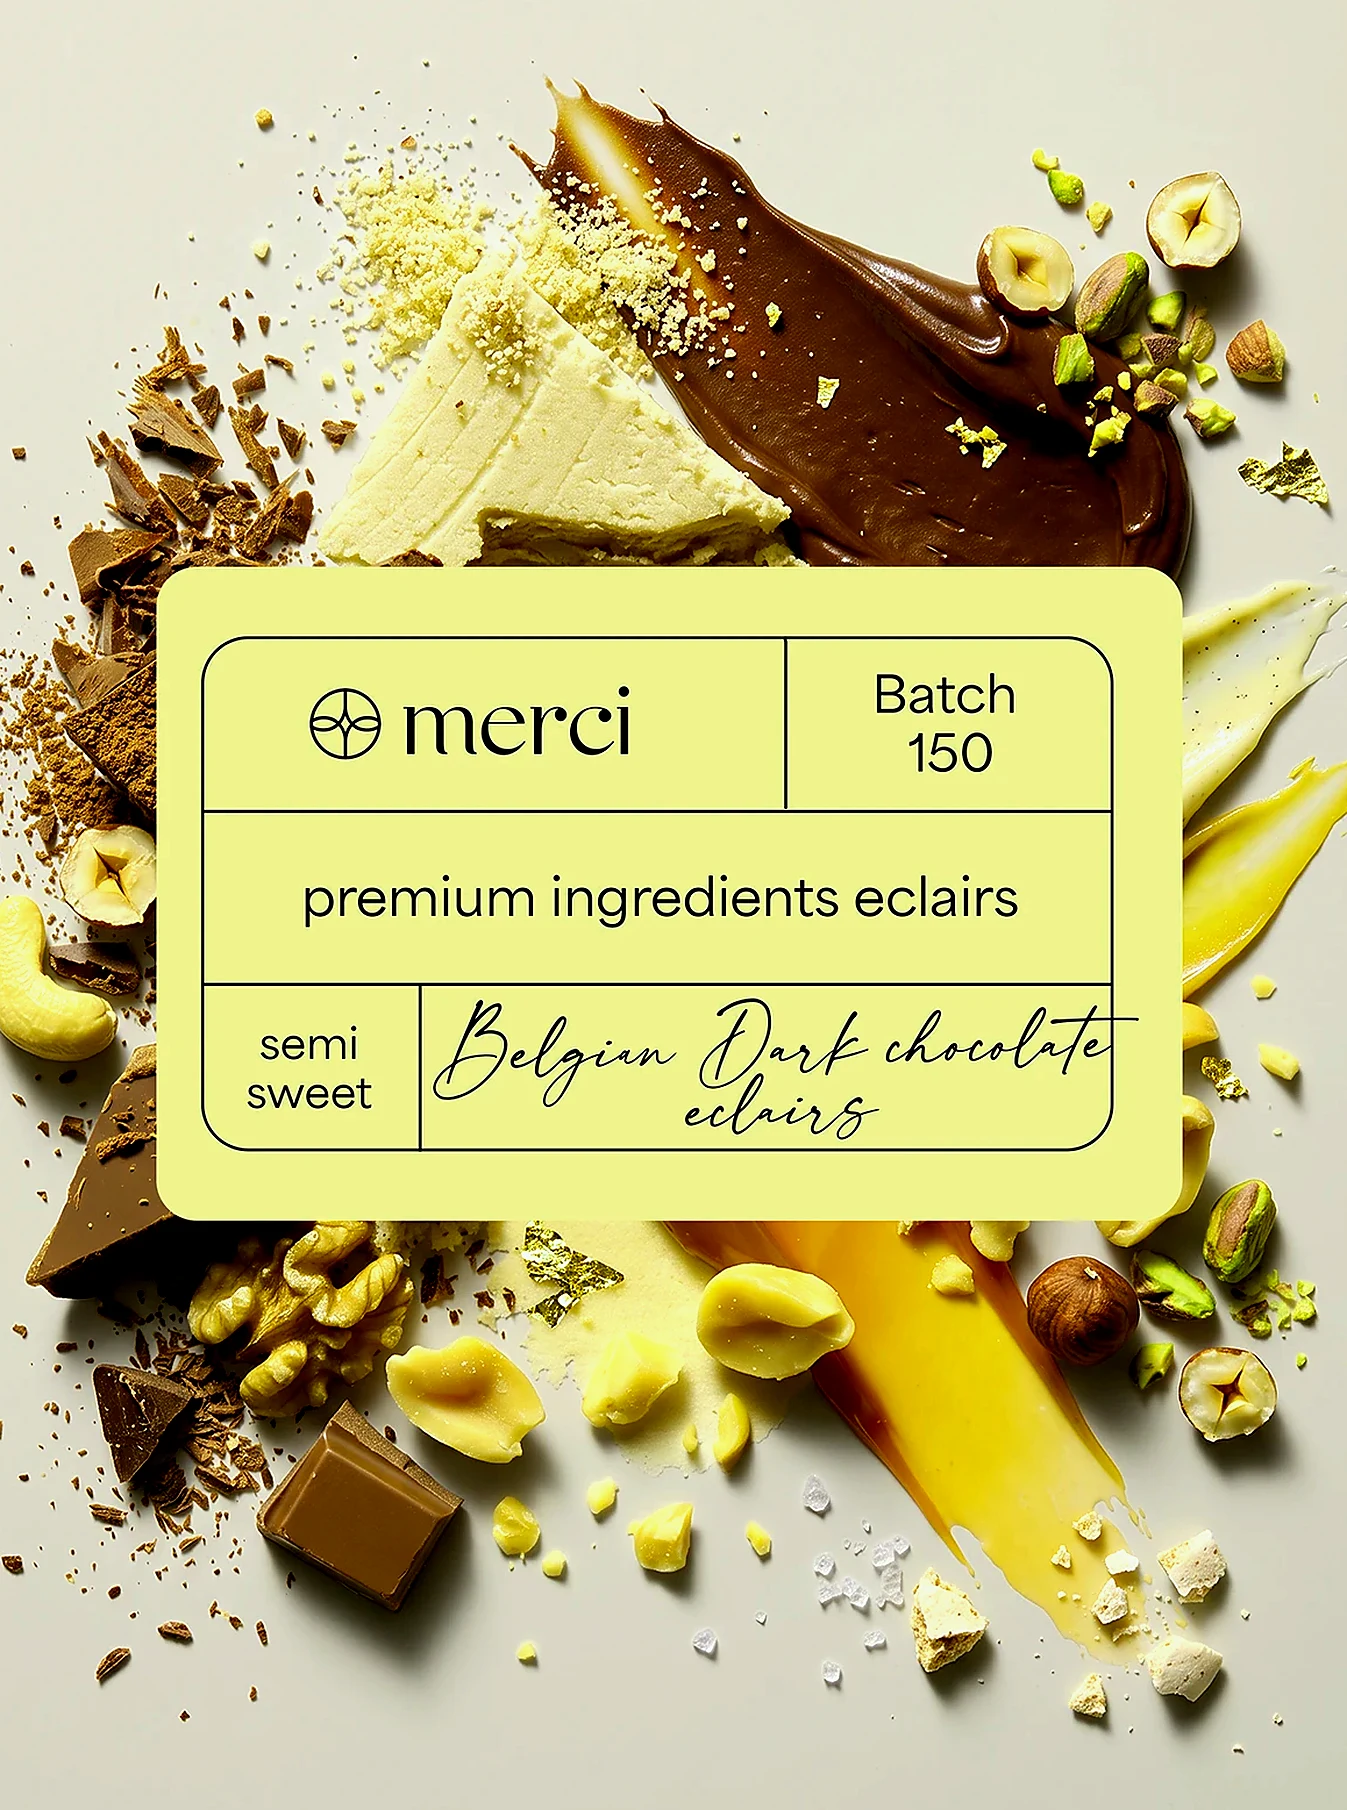 merci
Batch
150
premium ingredients eclairs
semi
sweet
Belgian Dark chocolate
eclairs